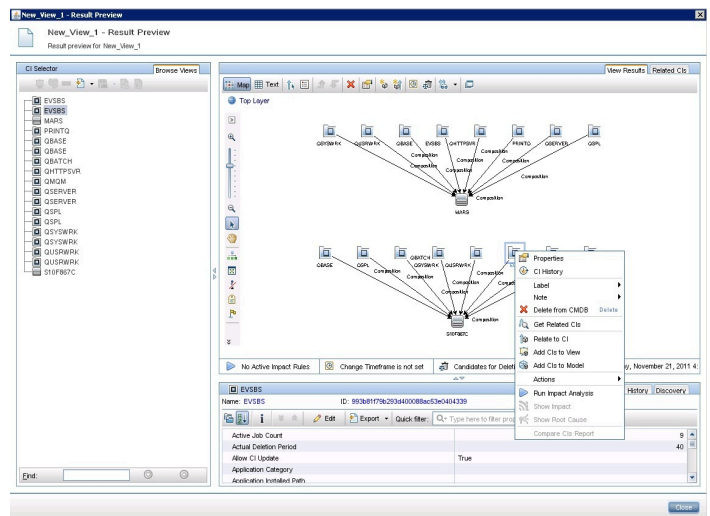 New_View_1 - Result Preview
New_View_1 - Result Preview
Result preview for New_View_1
CI Selector
Browse Views
EVSBS
EVSBS
MARS
PRINTQ
QBASE
QBASE
QBATCH
QHTTPSVR
QMQM
QSERVER
QSERVER
QSPL
QSPL
QSYSWRK
QSYSWRK
QUSRWRK
QUSRWRK
S10F867C
Find:
View Results Related CIs
Map Text
Top Layer
QSYSWRK QUSRWRK QBASE EVSBS QHTTPSVR PRINTQ QSERVER QSPL
Composition
Composition
Composition
Composition
Composition
Composition
Composition
MARS
QBASE QSPL QBATCH QSYSWRK QUSRWRK
Composition
Composition
Composition
Composition
Composition
S10F867C
Properties
CI History
Label
Note
Delete from CMDB Delete
Get Related CIs
Relate to CI
Add CIs to View
Add CIs to Model
Actions
Run Impact Analysis
Show Impact
Show Root Cause
Compare CIs Report
No Active Impact Rules
Change Timeframe is not set
Candidates for Deleti
November 21, 2011 4:
EVSBS
History Discovery
Name: EVSBS ID: 993b81f79b293d400088ac53e0404339
Edit Export Quick filter: Type here to filter prop
Active Job Count 9
Actual Deletion Period 40
Allow CI Update True
Application Category
Application Installed Path
Close